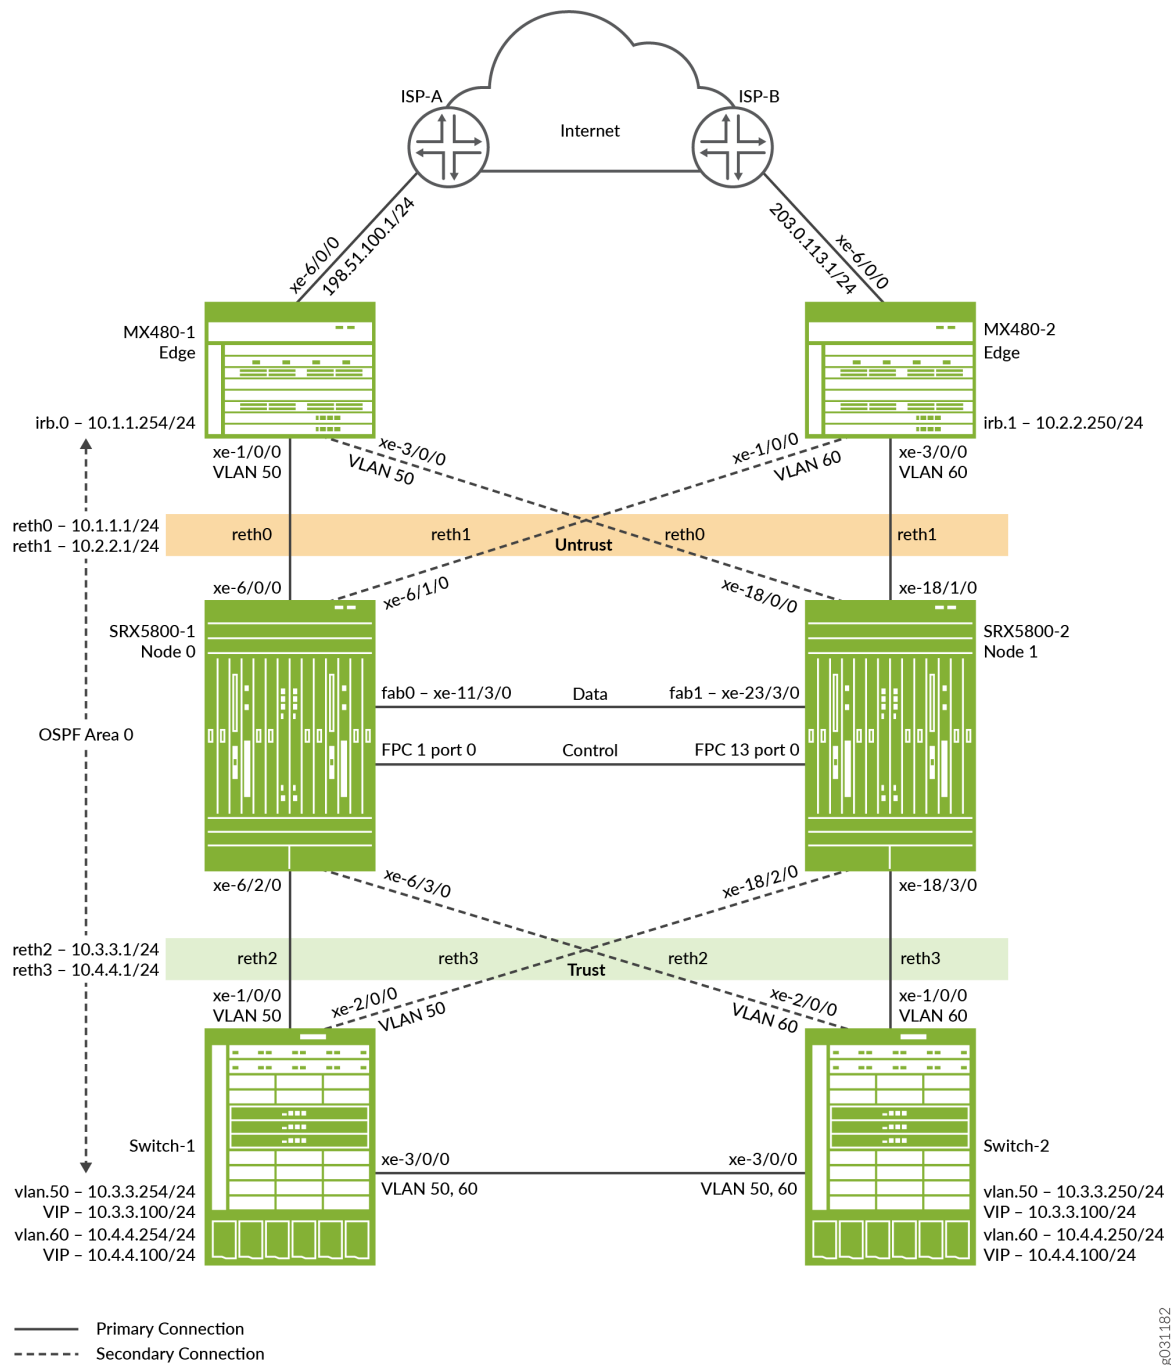 ISP-A
ISP-B
Internet
xe-6/0/0
198.51.100.1/24
203.0.113.1/24
xe-6/0/0
MX480-1
Edge
MX480-2
Edge
irb.0 – 10.1.1.254/24
irb.1 – 10.2.2.250/24
xe-1/0/0
VLAN 50
xe-3/0/0
VLAN 50
xe-1/0/0
VLAN 60
xe-3/0/0
VLAN 60
reth0 – 10.1.1.1/24
reth1 – 10.2.2.1/24
reth0
reth1
Untrust
reth0
reth1
xe-6/0/0
xe-6/1/0
xe-18/0/0
xe-18/1/0
SRX5800-1
Node 0
SRX5800-2
Node 1
fab0 – xe-11/3/0
Data
fab1 – xe-23/3/0
OSPF Area 0
FPC 1 port 0
Control
FPC 13 port 0
xe-6/2/0
xe-6/3/0
xe-18/2/0
xe-18/3/0
reth2 – 10.3.3.1/24
reth3 – 10.4.4.1/24
reth2
reth3
Trust
reth2
reth3
xe-1/0/0
VLAN 50
xe-2/0/0
VLAN 50
xe-2/0/0
VLAN 60
xe-1/0/0
VLAN 60
Switch-1
Switch-2
xe-3/0/0
VLAN 50, 60
xe-3/0/0
VLAN 50, 60
vlan.50 – 10.3.3.254/24
VIP – 10.3.3.100/24
vlan.60 – 10.4.4.254/24
VIP – 10.4.4.100/24
vlan.50 – 10.3.3.250/24
VIP – 10.3.3.100/24
vlan.60 – 10.4.4.250/24
VIP – 10.4.4.100/24
Primary Connection
Secondary Connection
g031182